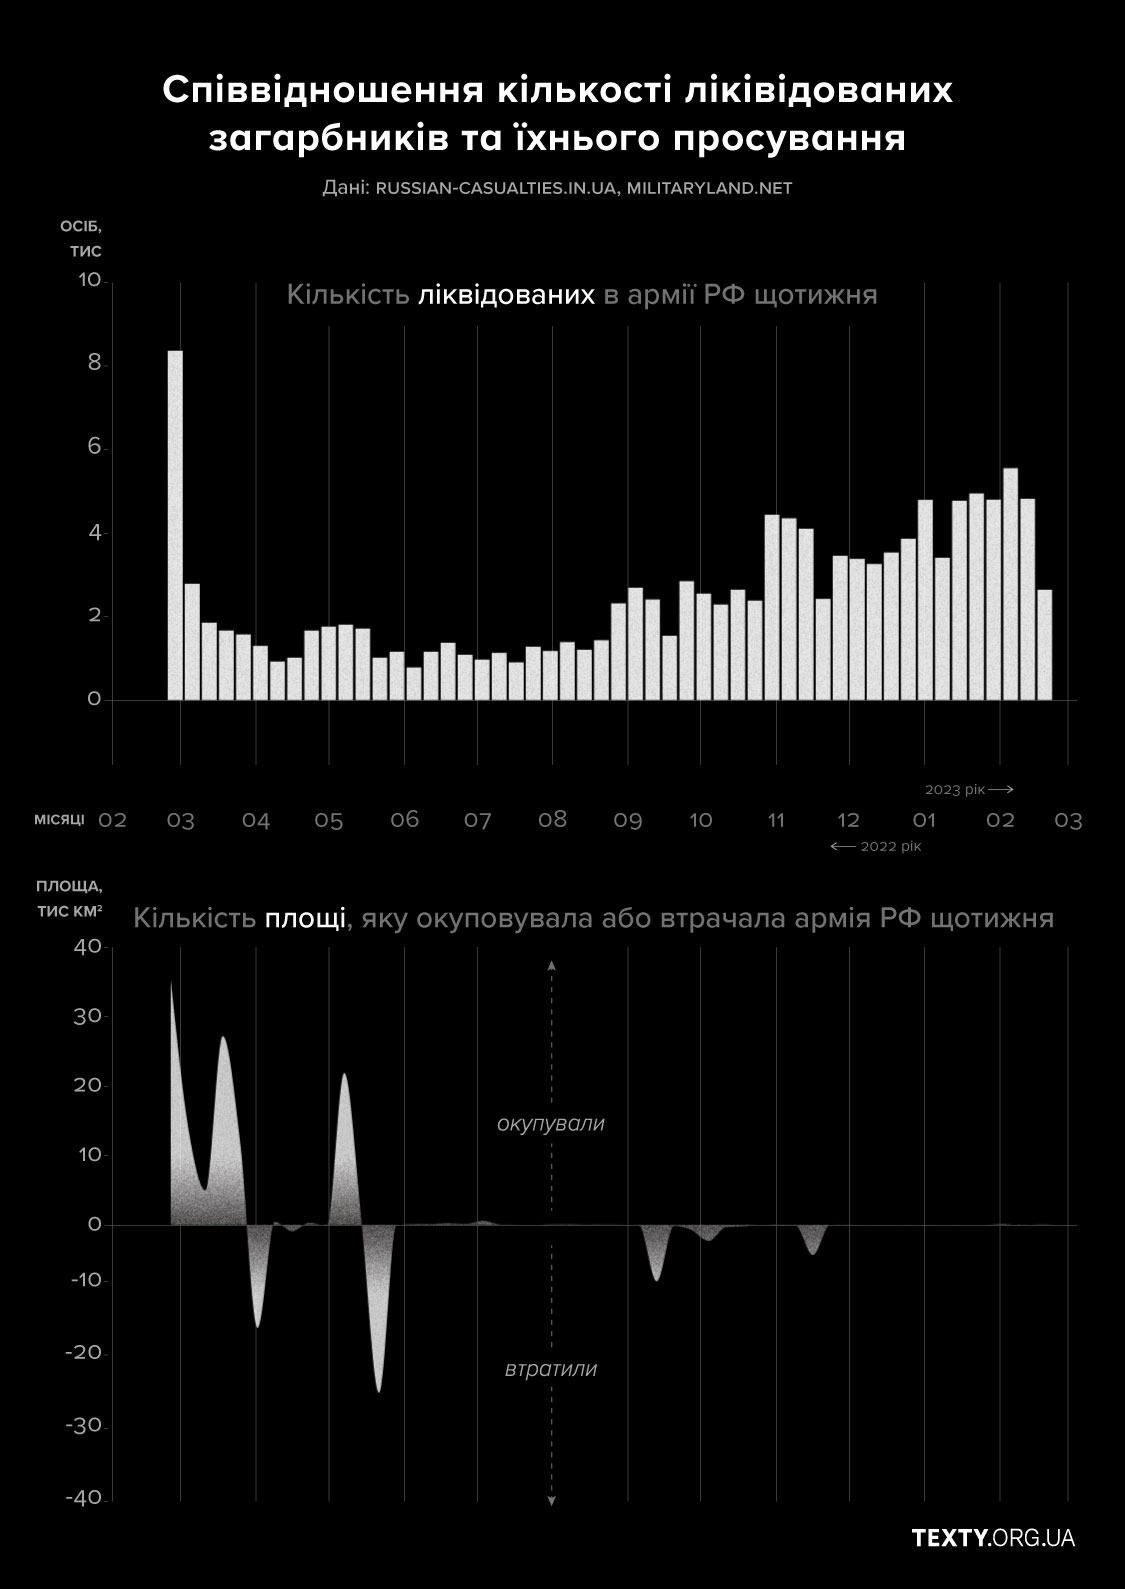 Співвідношення кількості ліківідованих
загарбників та їхнього просування
Дані: RUSSIAN-CASUALTIES.IN.UA, MILITARYLAND.NET
ОСІБ,
ТИС
Кількість ліквідованих в армії РФ щотижня
10
8
6
4
2
0
2023 рік
МІСЯЦІ 02 03 04 05 06 07 08 09 10 11 12 01 02 03
2022 рік
ПЛОЩА,
ТИС КМ²
Кількість площі, яку окуповувала або втрачала армія РФ щотижня
40
30
20
10
0
-10
-20
-30
-40
окупували
втратили
TEXTY.ORG.UA